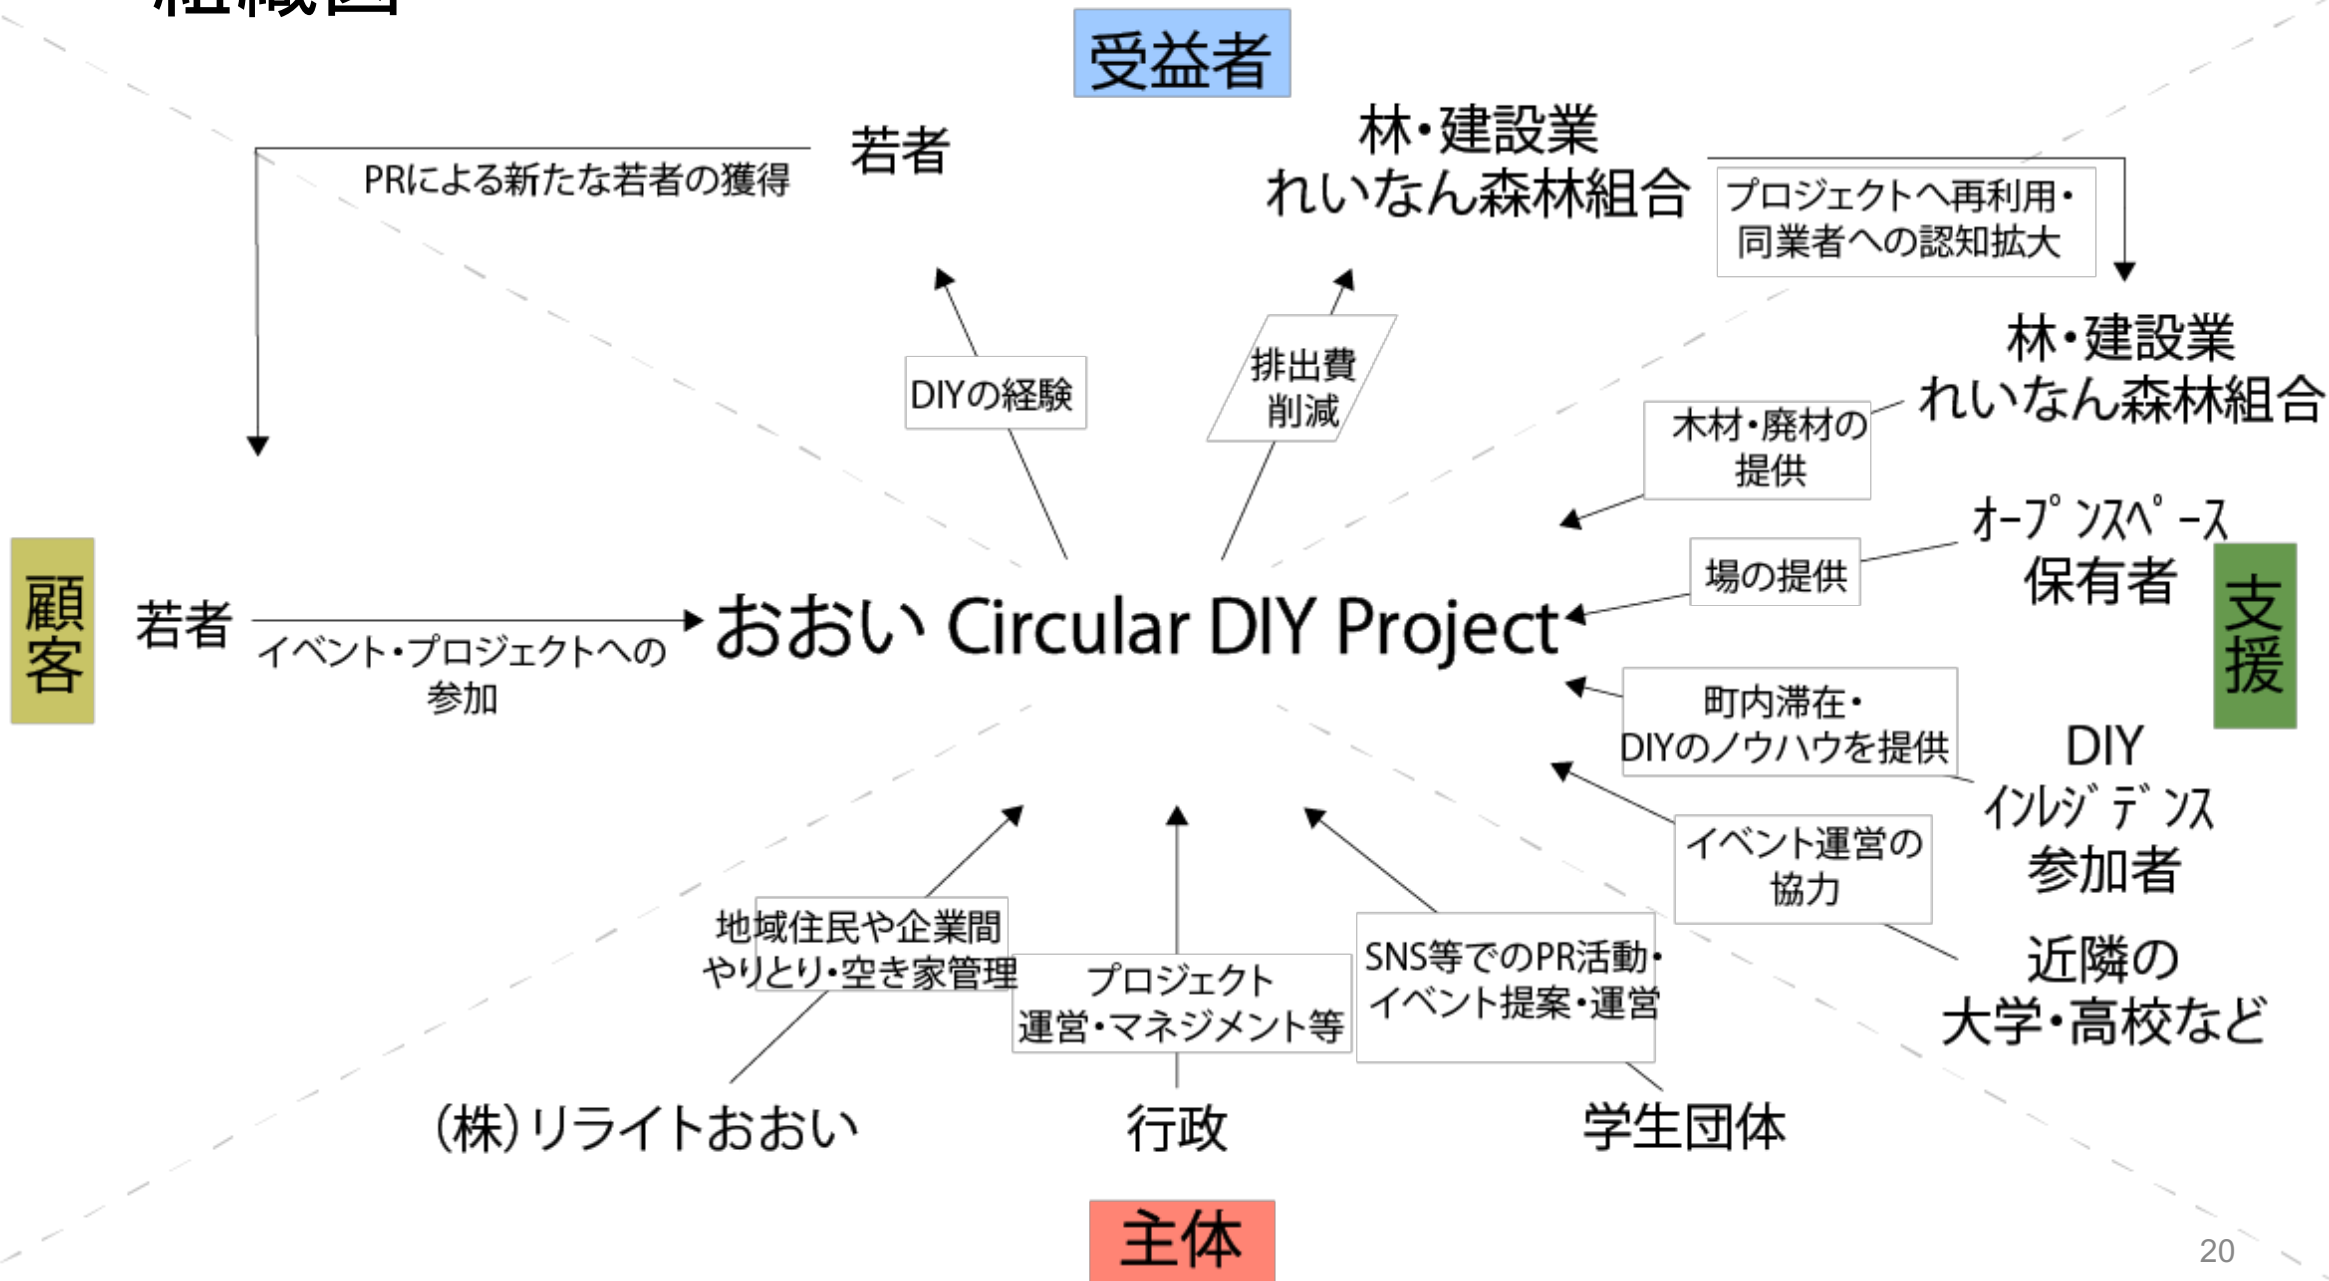 組織図
受益者
若者
PRによる新たな若者の獲得
林・建設業
れいなん森林組合
プロジェクトへ再利用・
同業者への認知拡大
DIYの経験
排出費
削減
林・建設業
れいなん森林組合
木材・廃材の
提供
ｵｰﾌﾟﾝｽﾍﾟｰｽ
保有者
場の提供
顧客
若者
イベント・プロジェクトへの
参加
おおい Circular DIY Project
支援
町内滞在・
DIYのノウハウを提供
DIY
ｲﾝﾚｼﾞﾃﾞﾝｽ
参加者
イベント運営の
協力
近隣の
大学・高校など
地域住民や企業間
やりとり・空き家管理
プロジェクト
運営・マネジメント等
SNS等でのPR活動・
イベント提案・運営
（株）リライトおおい
行政
学生団体
主体
20